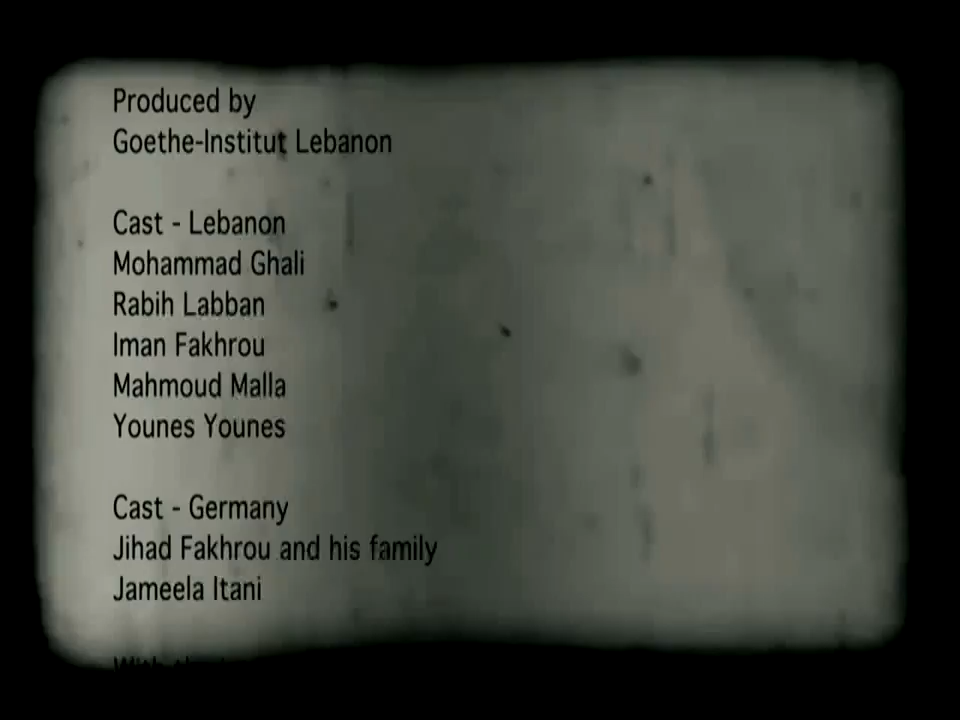 Produced by
Goethe-Institut Lebanon
Cast - Lebanon
Mohammad Ghali
Rabih Labban
Iman Fakhrou
Mahmoud Malla
Younes Younes
Cast - Germany
Jihad Fakhrou and his family
Jameela Itani